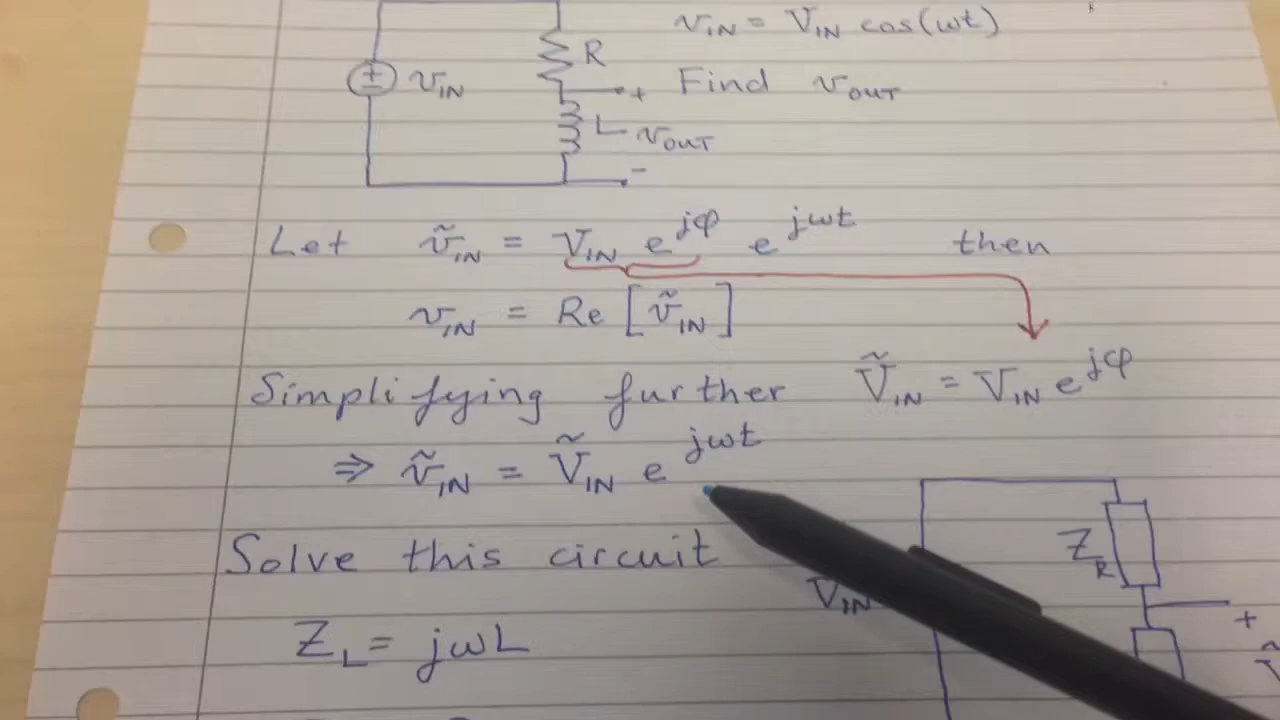 v_IN = V_IN cos(ωt)
R
+ v_IN + Find v_OUT
L v_OUT
-
Let ṽ_IN = V_IN e^jφ e^jωt then
v_IN = Re [ṽ_IN]
Simplifying further Ṽ_IN = V_IN e^jφ
⇒ ṽ_IN = Ṽ_IN e^jωt
Solve this circuit
Z_R
V_IN
+
Z_L = jωL